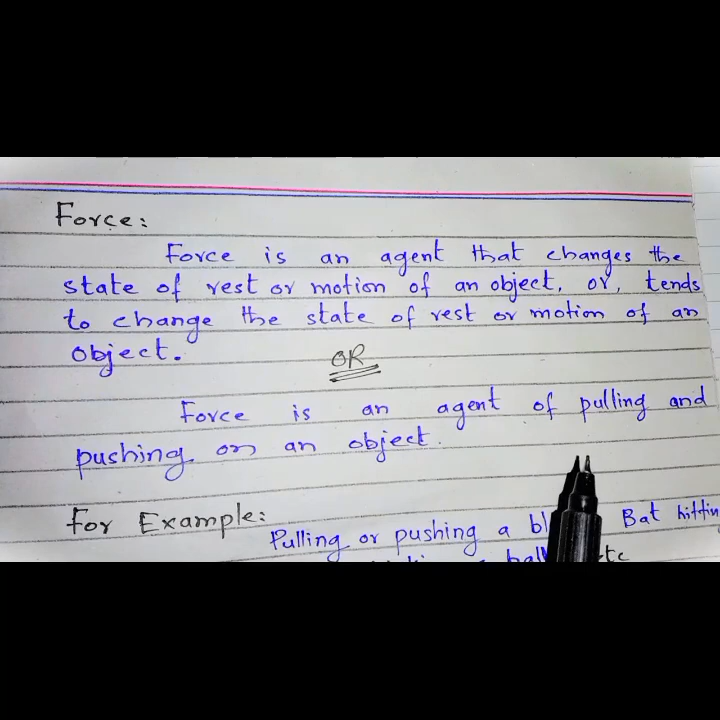 Force:
Force is an agent that changes the
state of rest or motion of an object, or, tends
to change the state of rest or motion of an
object.
OR
Force is an agent of pulling and
pushing on an object.
For Example:
Pulling or pushing a Bat
ball etc